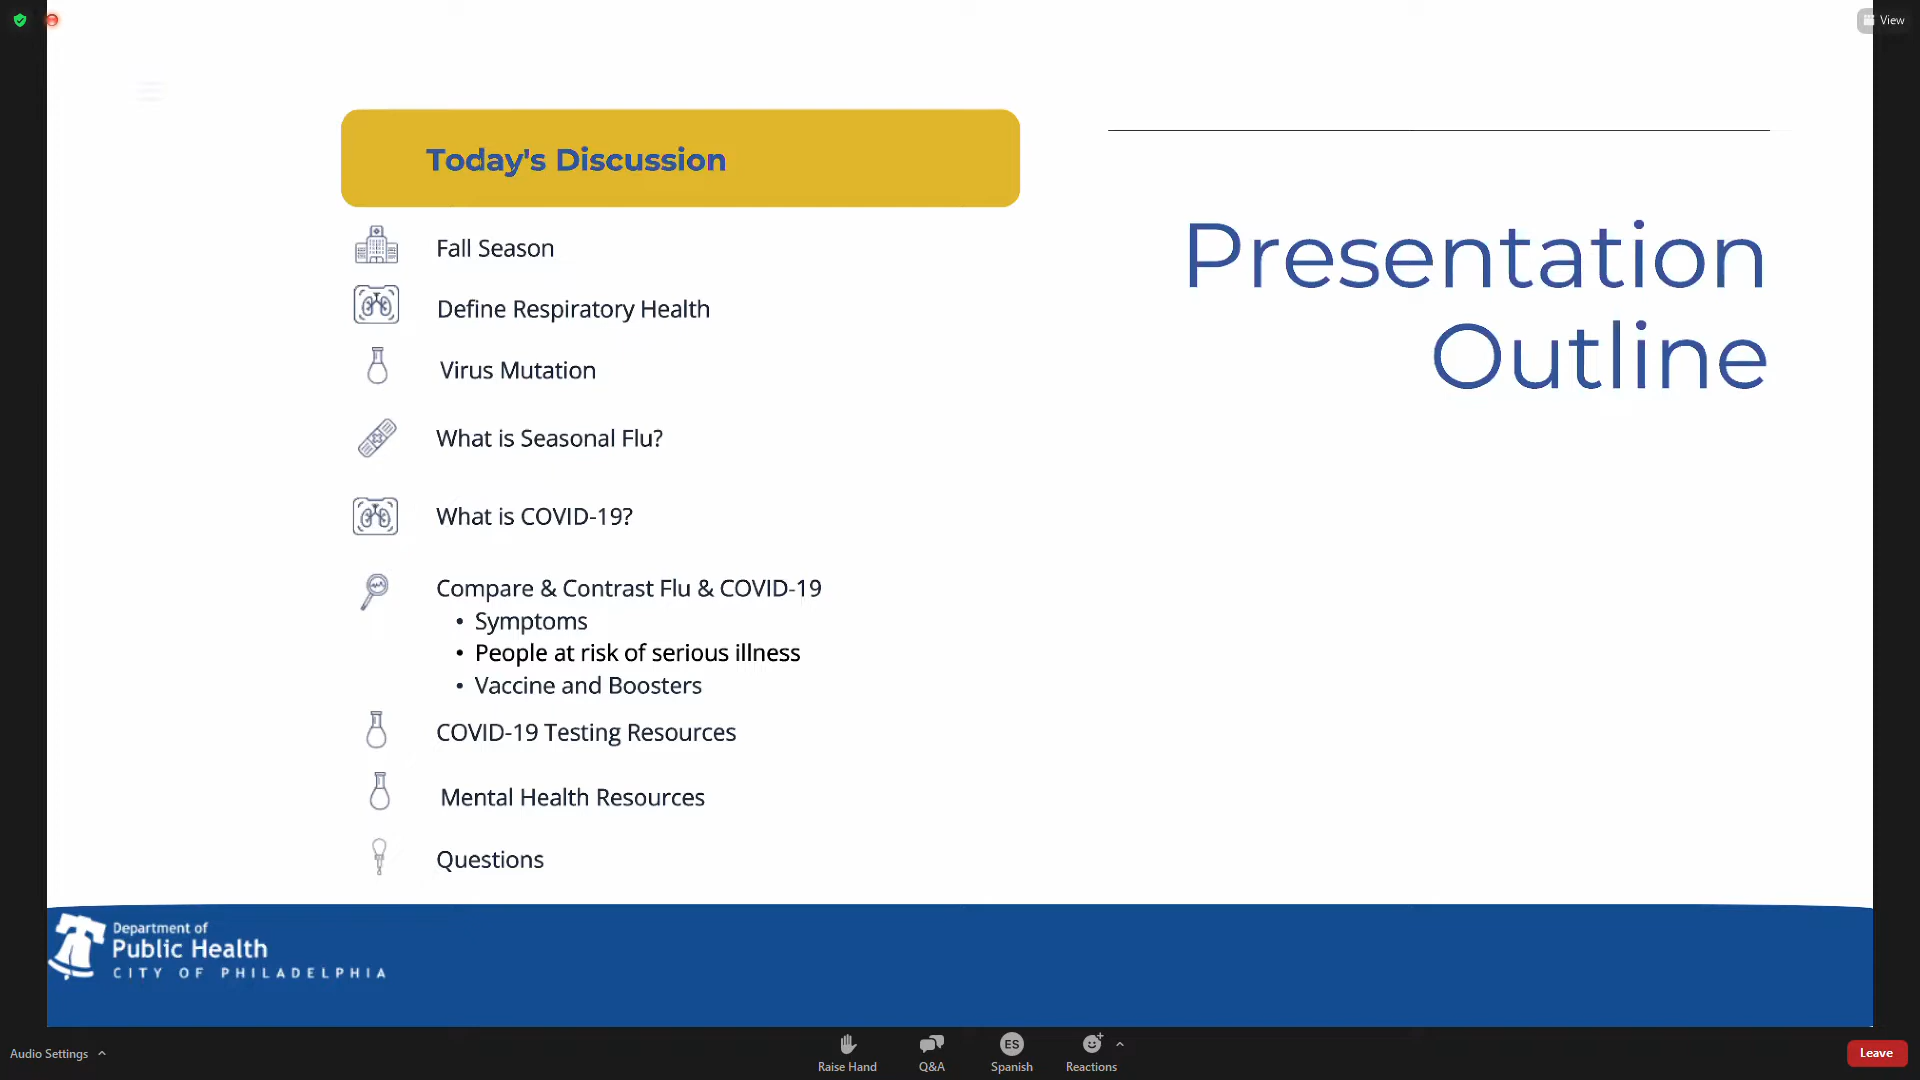 View
Today's Discussion
Fall Season
Define Respiratory Health
Virus Mutation
What is Seasonal Flu?
What is COVID-19?
Compare & Contrast Flu & COVID-19
• Symptoms
• People at risk of serious illness
• Vaccine and Boosters
COVID-19 Testing Resources
Mental Health Resources
Questions
Presentation
Outline
Department of
Public Health
CITY OF PHILADELPHIA
Audio Settings
Raise Hand
Q&A
ES
Spanish
Reactions
Leave